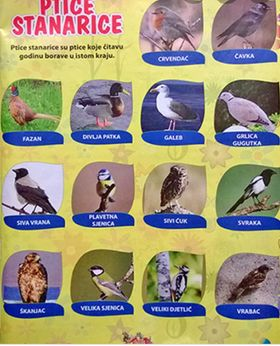 PTICE
STANARICE
Ptice stanarice su ptice koje čitavu
godinu borave u istom kraju.
CRVENDAĆ
ČAVKA
FAZAN
DIVLJA PATKA
GALEB
GRLICA
GUGUTKA
SIVA VRANA
PLAVETNA
SJENICA
SIVI ĆUK
SVRAKA
ŠKANJAC
VELIKA SJENICA
VELIKI DJETLIĆ
VRABAC